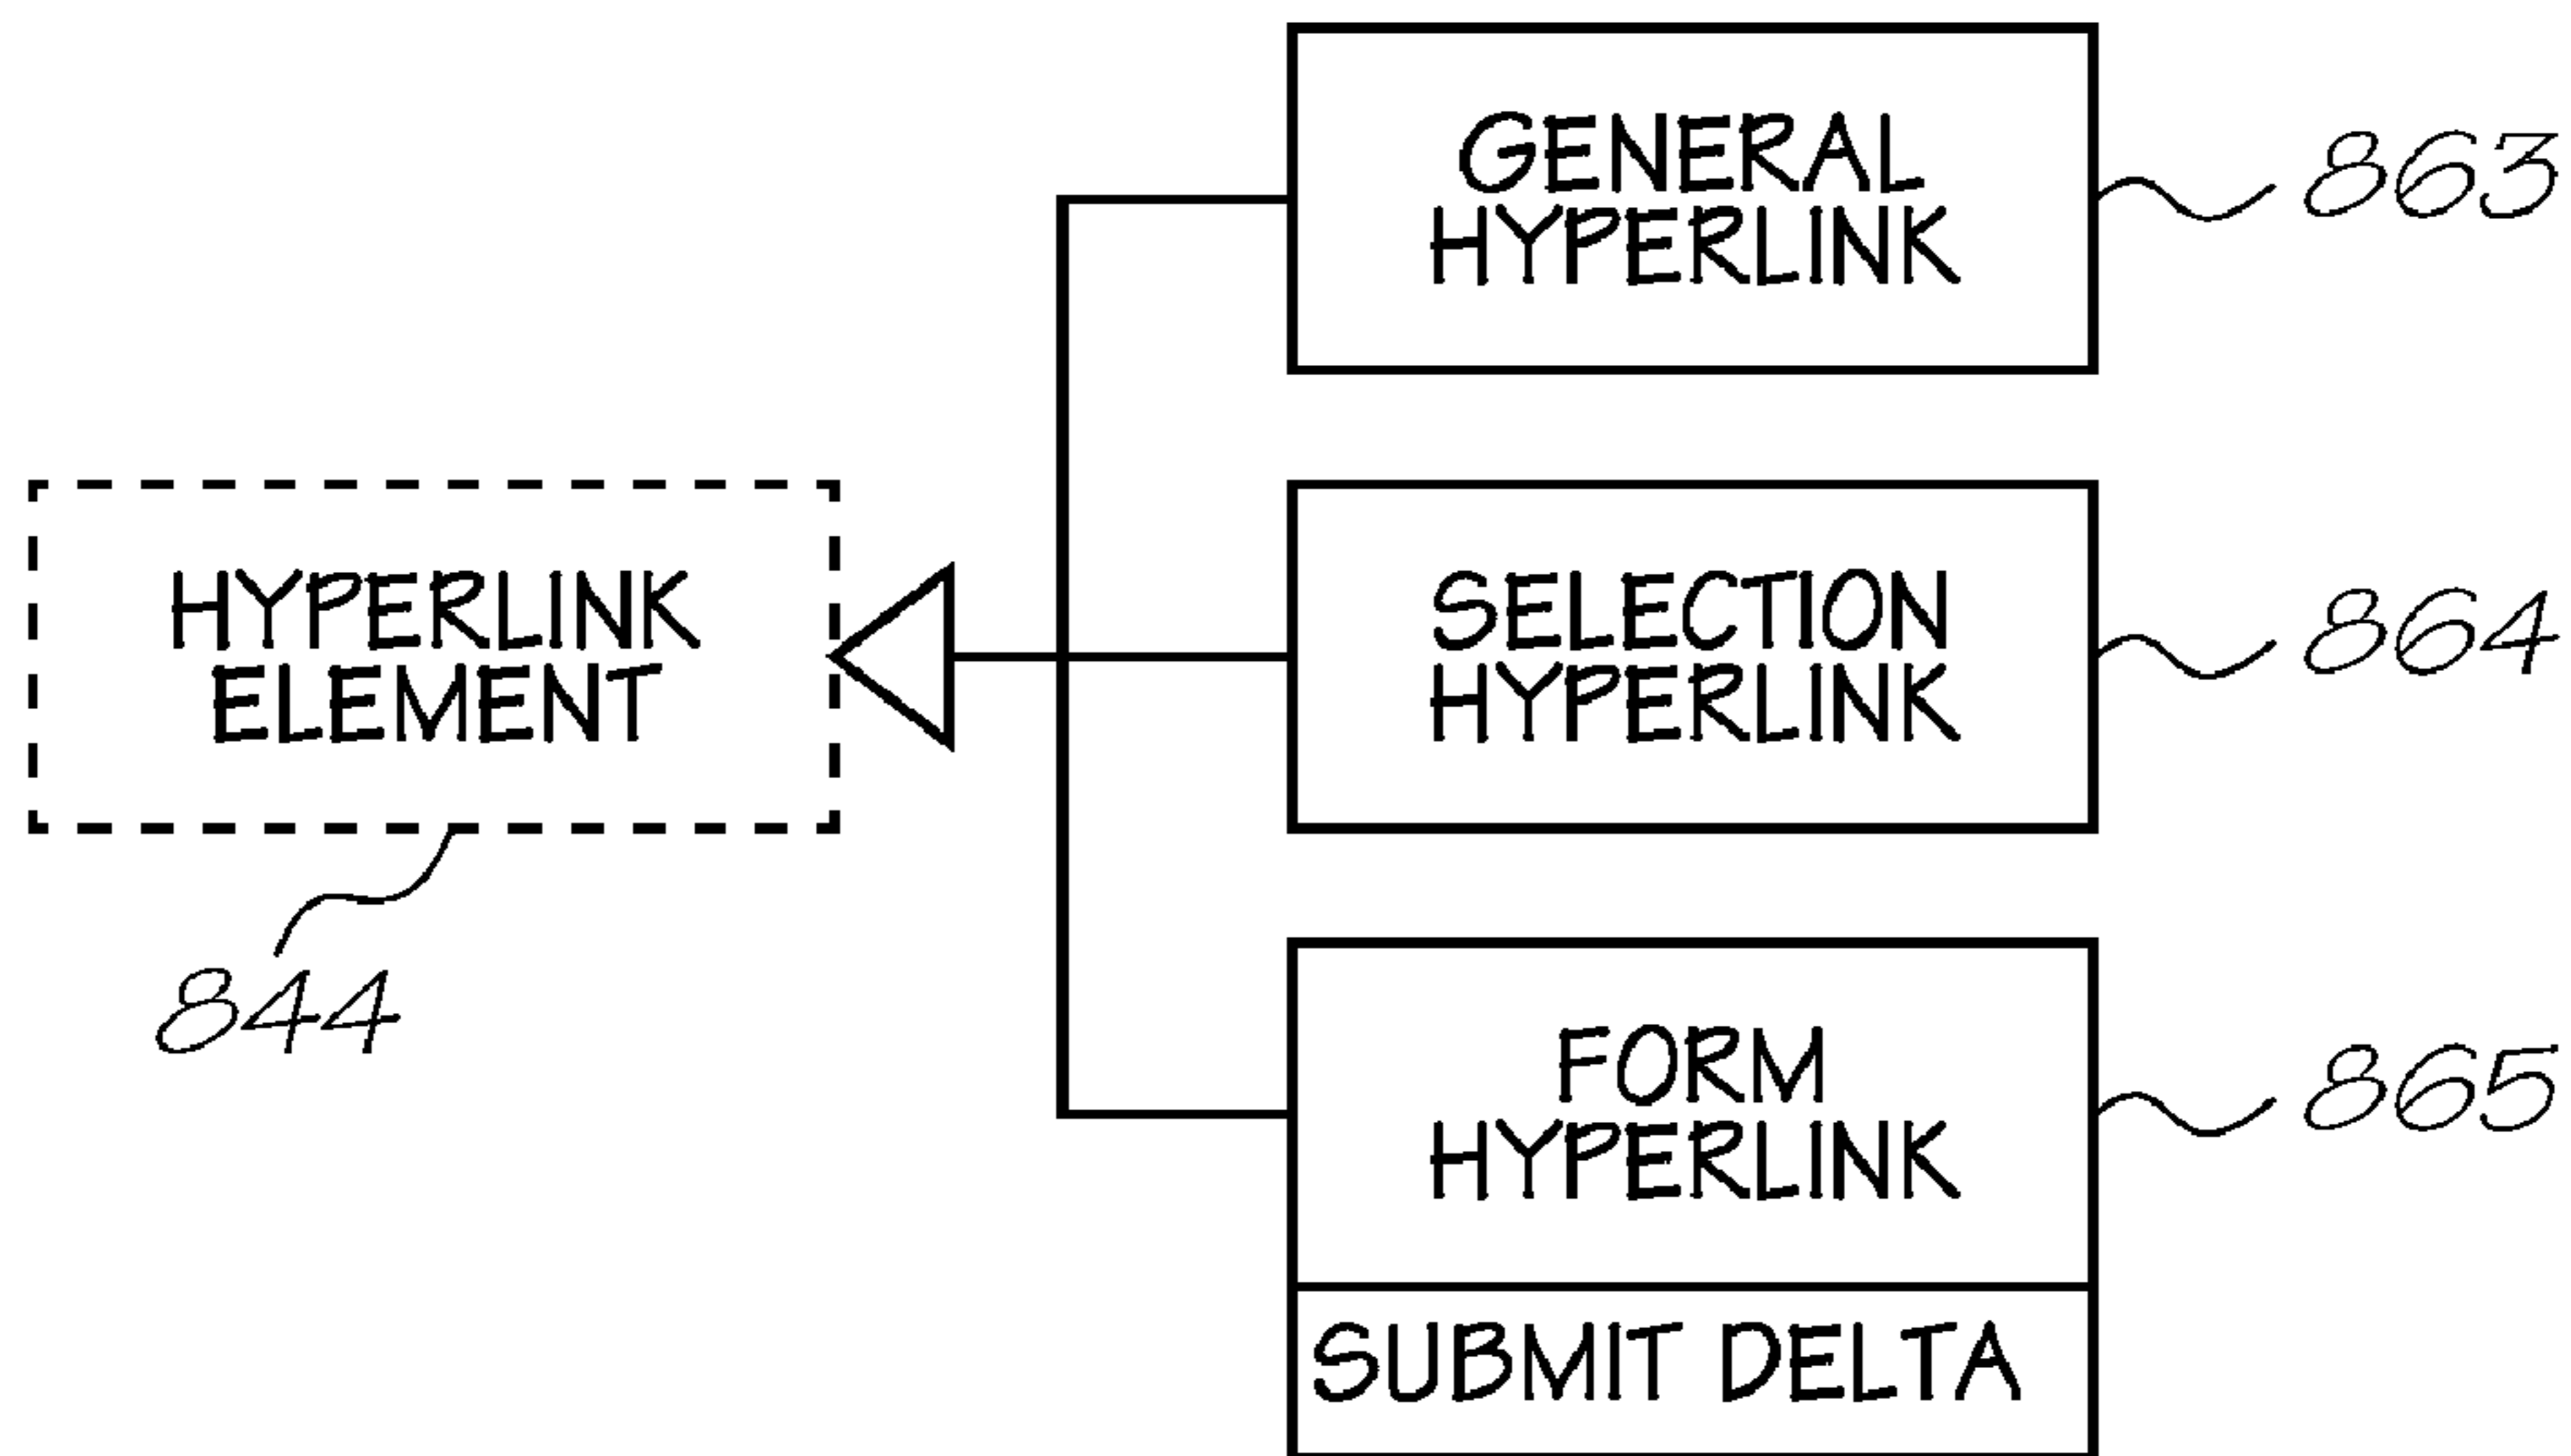 GENERAL
HYPERLINK
863
HYPERLINK
ELEMENT
844
SELECTION
HYPERLINK
864
FORM
HYPERLINK
865
SUBMIT DELTA